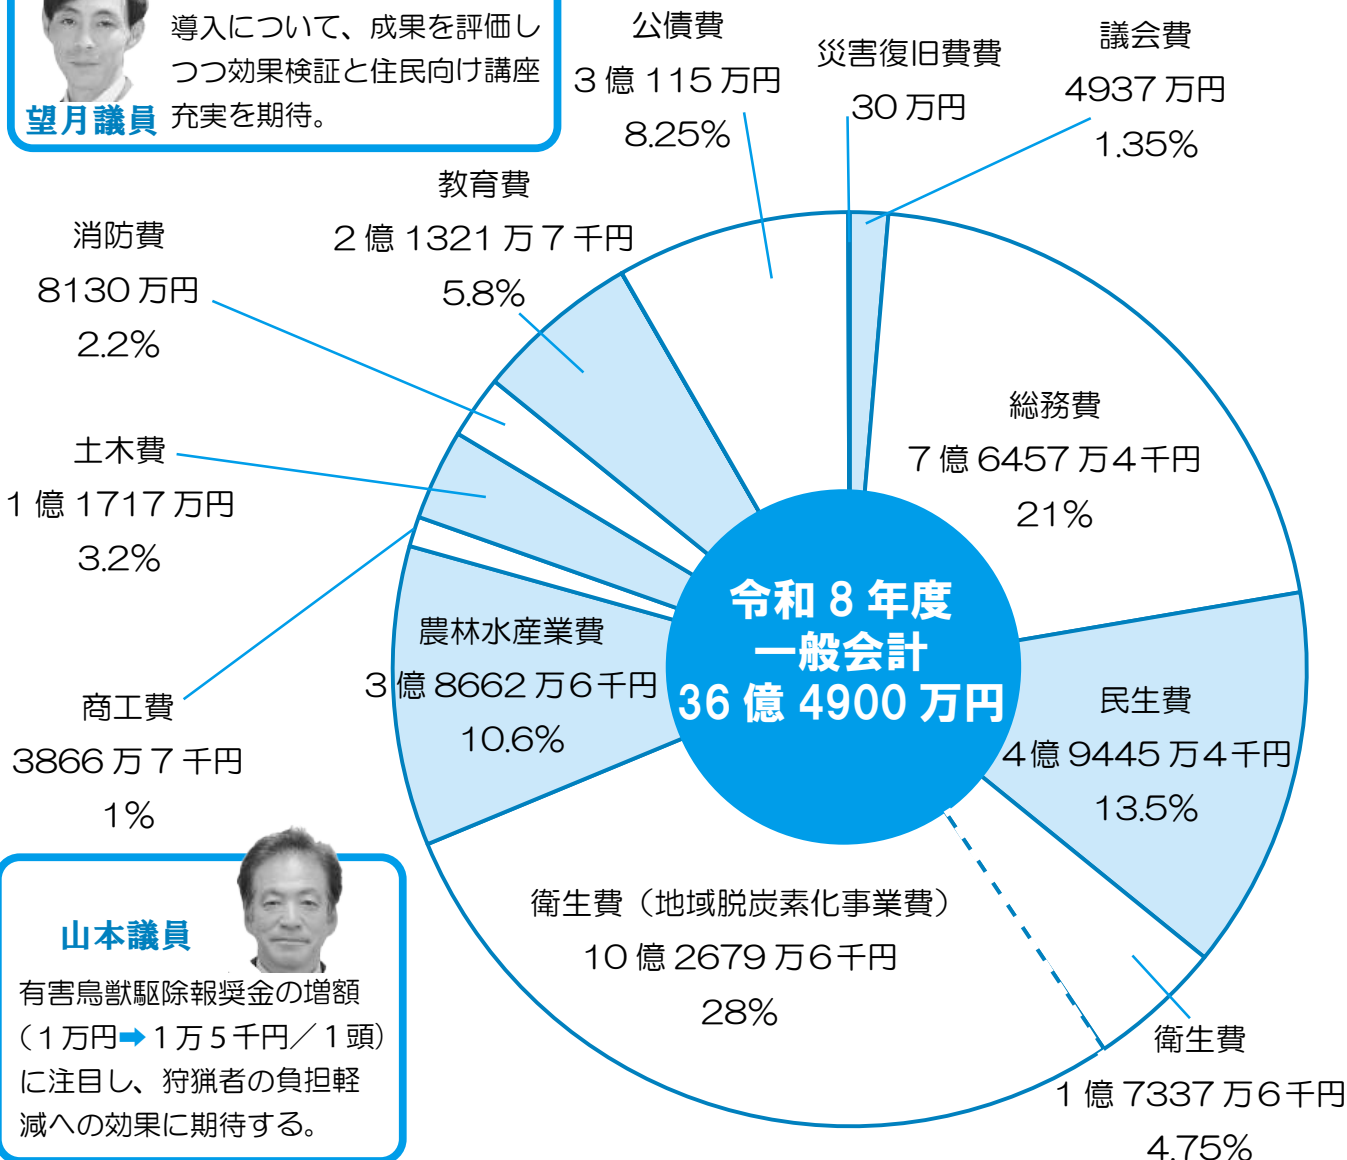 導入について、成果を評価し
つつ効果検証と住民向け講座
充実を期待。
望月議員
公債費
3億115万円
8.25%
災害復旧費費
30万円
議会費
4937万円
1.35%
教育費
2億1321万7千円
5.8%
消防費
8130万円
2.2%
総務費
7億6457万4千円
21%
土木費
1億1717万円
3.2%
令和8年度
一般会計
36億4900万円
農林水産業費
3億8662万6千円
10.6%
民生費
4億9445万4千円
13.5%
商工費
3866万7千円
1%
衛生費（地域脱炭素化事業費）
10億2679万6千円
28%
衛生費
1億7337万6千円
4.75%
山本議員
有害鳥獣駆除報奨金の増額
（1万円➡1万5千円／1頭）
に注目し、狩猟者の負担軽
減への効果に期待する。